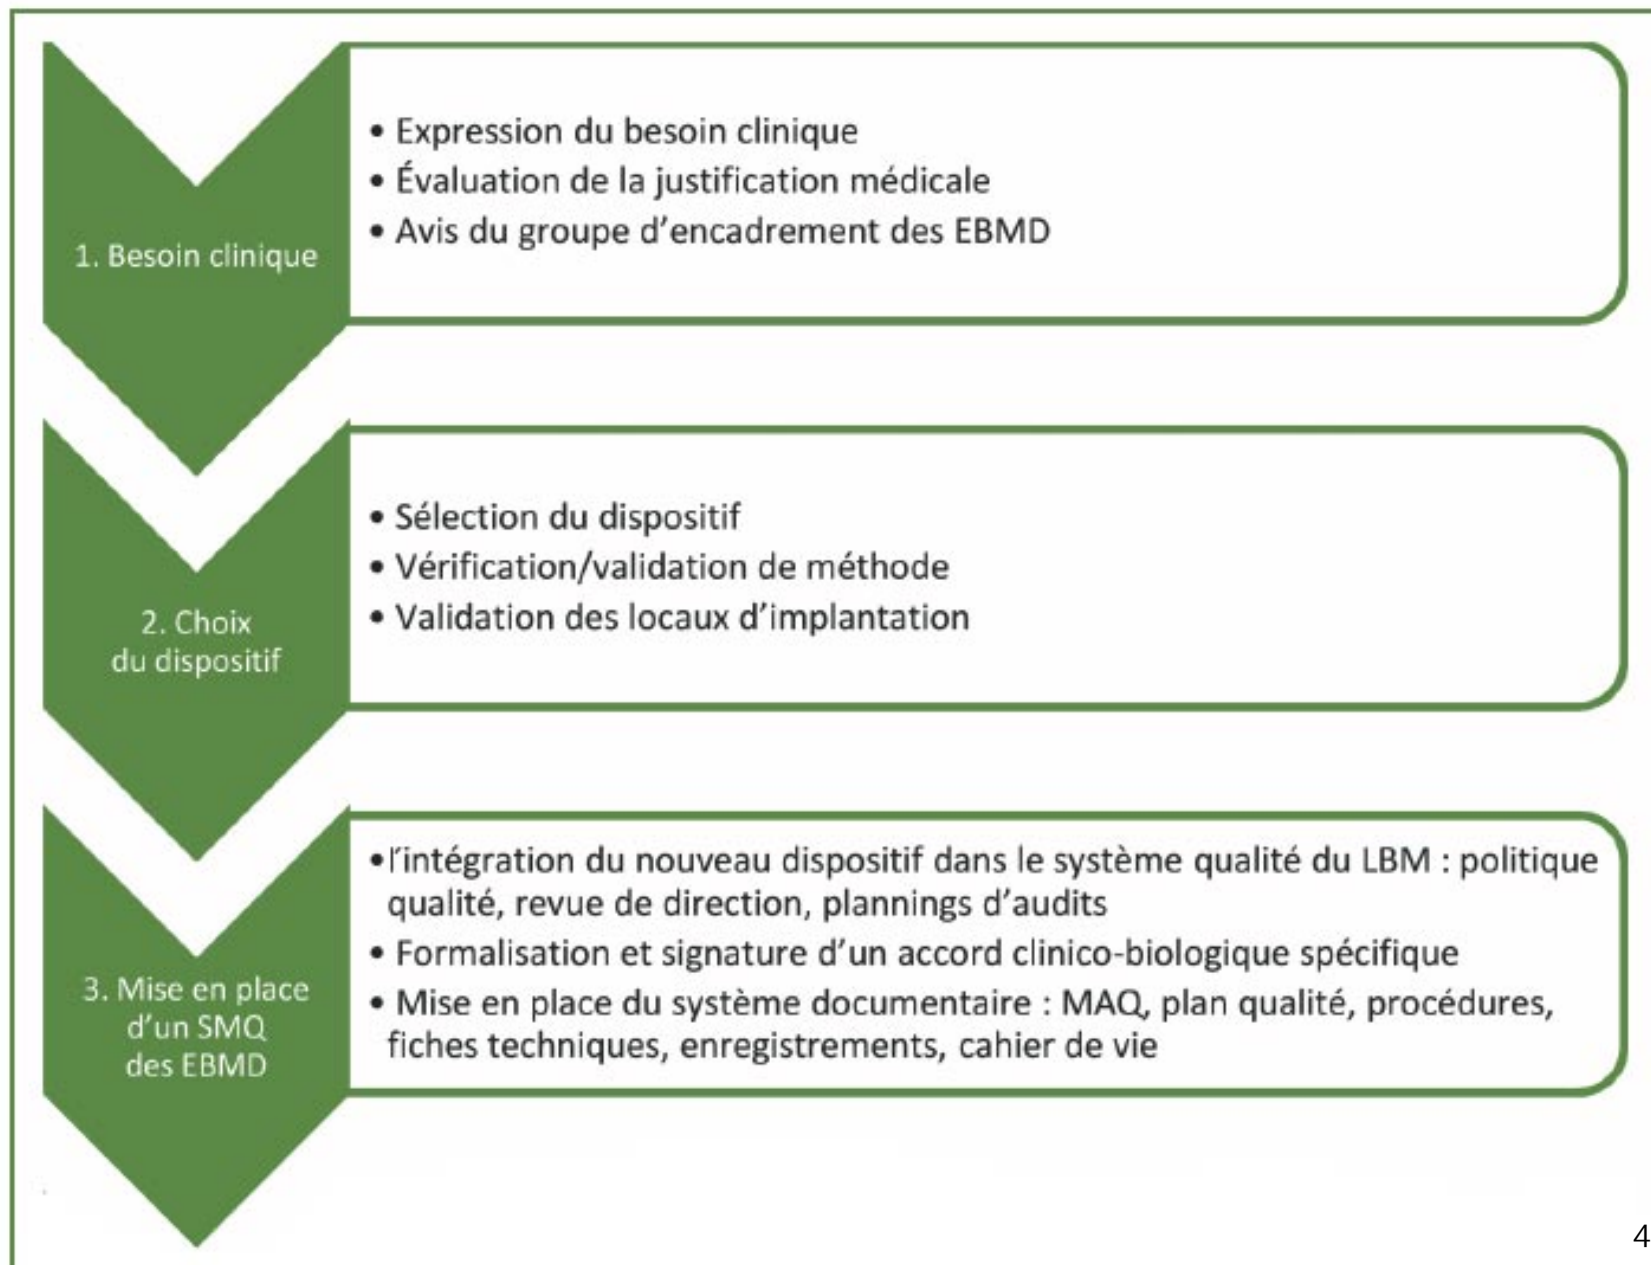 1. Besoin clinique
• Expression du besoin clinique
• Évaluation de la justification médicale
• Avis du groupe d’encadrement des EBMD
2. Choix
du dispositif
• Sélection du dispositif
• Vérification/validation de méthode
• Validation des locaux d’implantation
3. Mise en place
d’un SMQ
des EBMD
•l’intégration du nouveau dispositif dans le système qualité du LBM : politique
qualité, revue de direction, plannings d’audits
• Formalisation et signature d’un accord clinico-biologique spécifique
• Mise en place du système documentaire : MAQ, plan qualité, procédures,
fiches techniques, enregistrements, cahier de vie
4